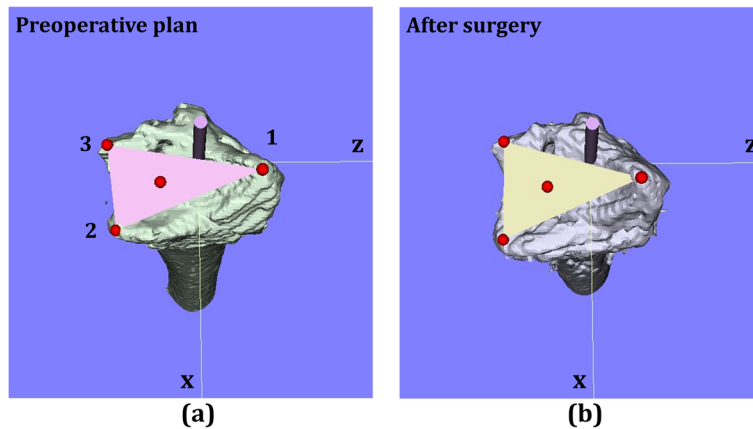 Preoperative plan
3
1
z
2
x
(a)
After surgery
z
x
(b)